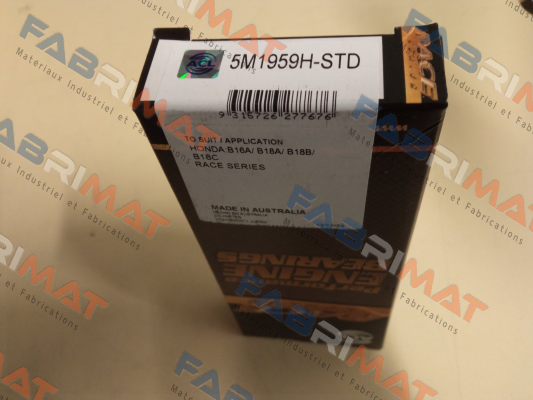 ACL
5M1959H-STD
9 315726 277676
TO SUIT / APPLICATION
HONDA B16A/ B18A/ B18B/
B18C
RACE SERIES
MADE IN AUSTRALIA
ENGINE
BEARINGS
FABRIMAT
Materiaux Industriel et Fabrications